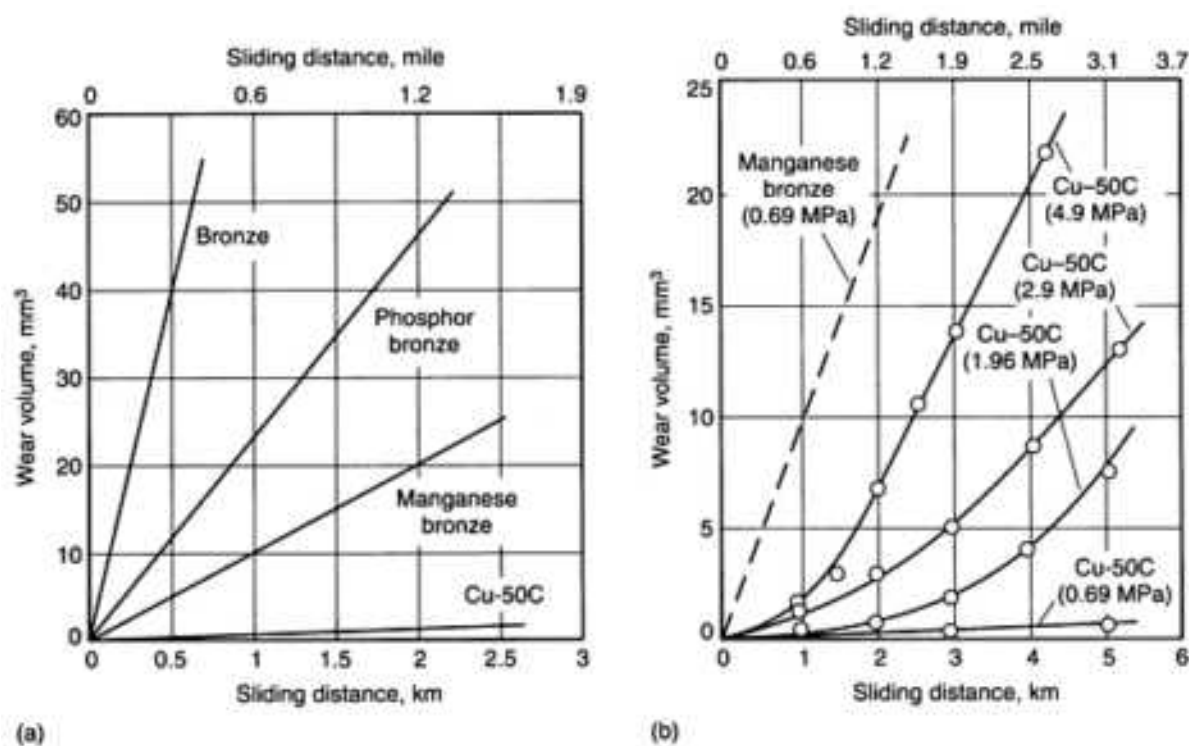 Sliding distance, mile
0 0.6 1.2 1.9
60
50
40
30
20
10
0
Wear volume, mm³
Bronze
Phosphor
bronze
Manganese
bronze
Cu-50C
0 0.5 1 1.5 2 2.5 3
Sliding distance, km
(a)
Sliding distance, mile
0 0.6 1.2 1.9 2.5 3.1 3.7
25
20
15
10
5
0
Wear volume, mm³
Manganese
bronze
(0.69 MPa)
Cu–50C
(4.9 MPa)
Cu–50C
(2.9 MPa)
Cu–50C
(1.96 MPa)
Cu-50C
(0.69 MPa)
0 1 2 3 4 5 6
Sliding distance, km
(b)